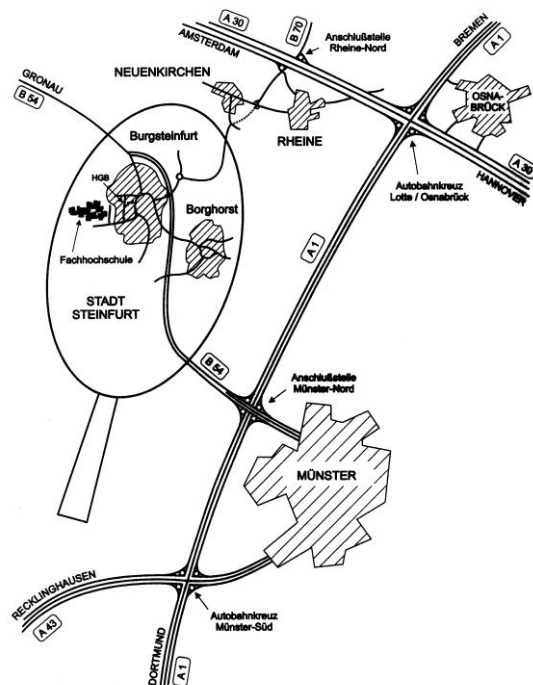 A 30
AMSTERDAM
B 70
Anschlußstelle
Rheine-Nord
BREMEN
A 1
GRONAU
B 54
NEUENKIRCHEN
RHEINE
OSNA-
BRÜCK
A 30
HANNOVER
Autobahnkreuz
Lotte / Osnabrück
Burgsteinfurt
HGB
Borghorst
Fachhochschule
A 1
STADT
STEINFURT
B 54
Anschlußstelle
Münster-Nord
MÜNSTER
RECKLINGHAUSEN
A 43
Autobahnkreuz
Münster-Süd
DORTMUND
A 1